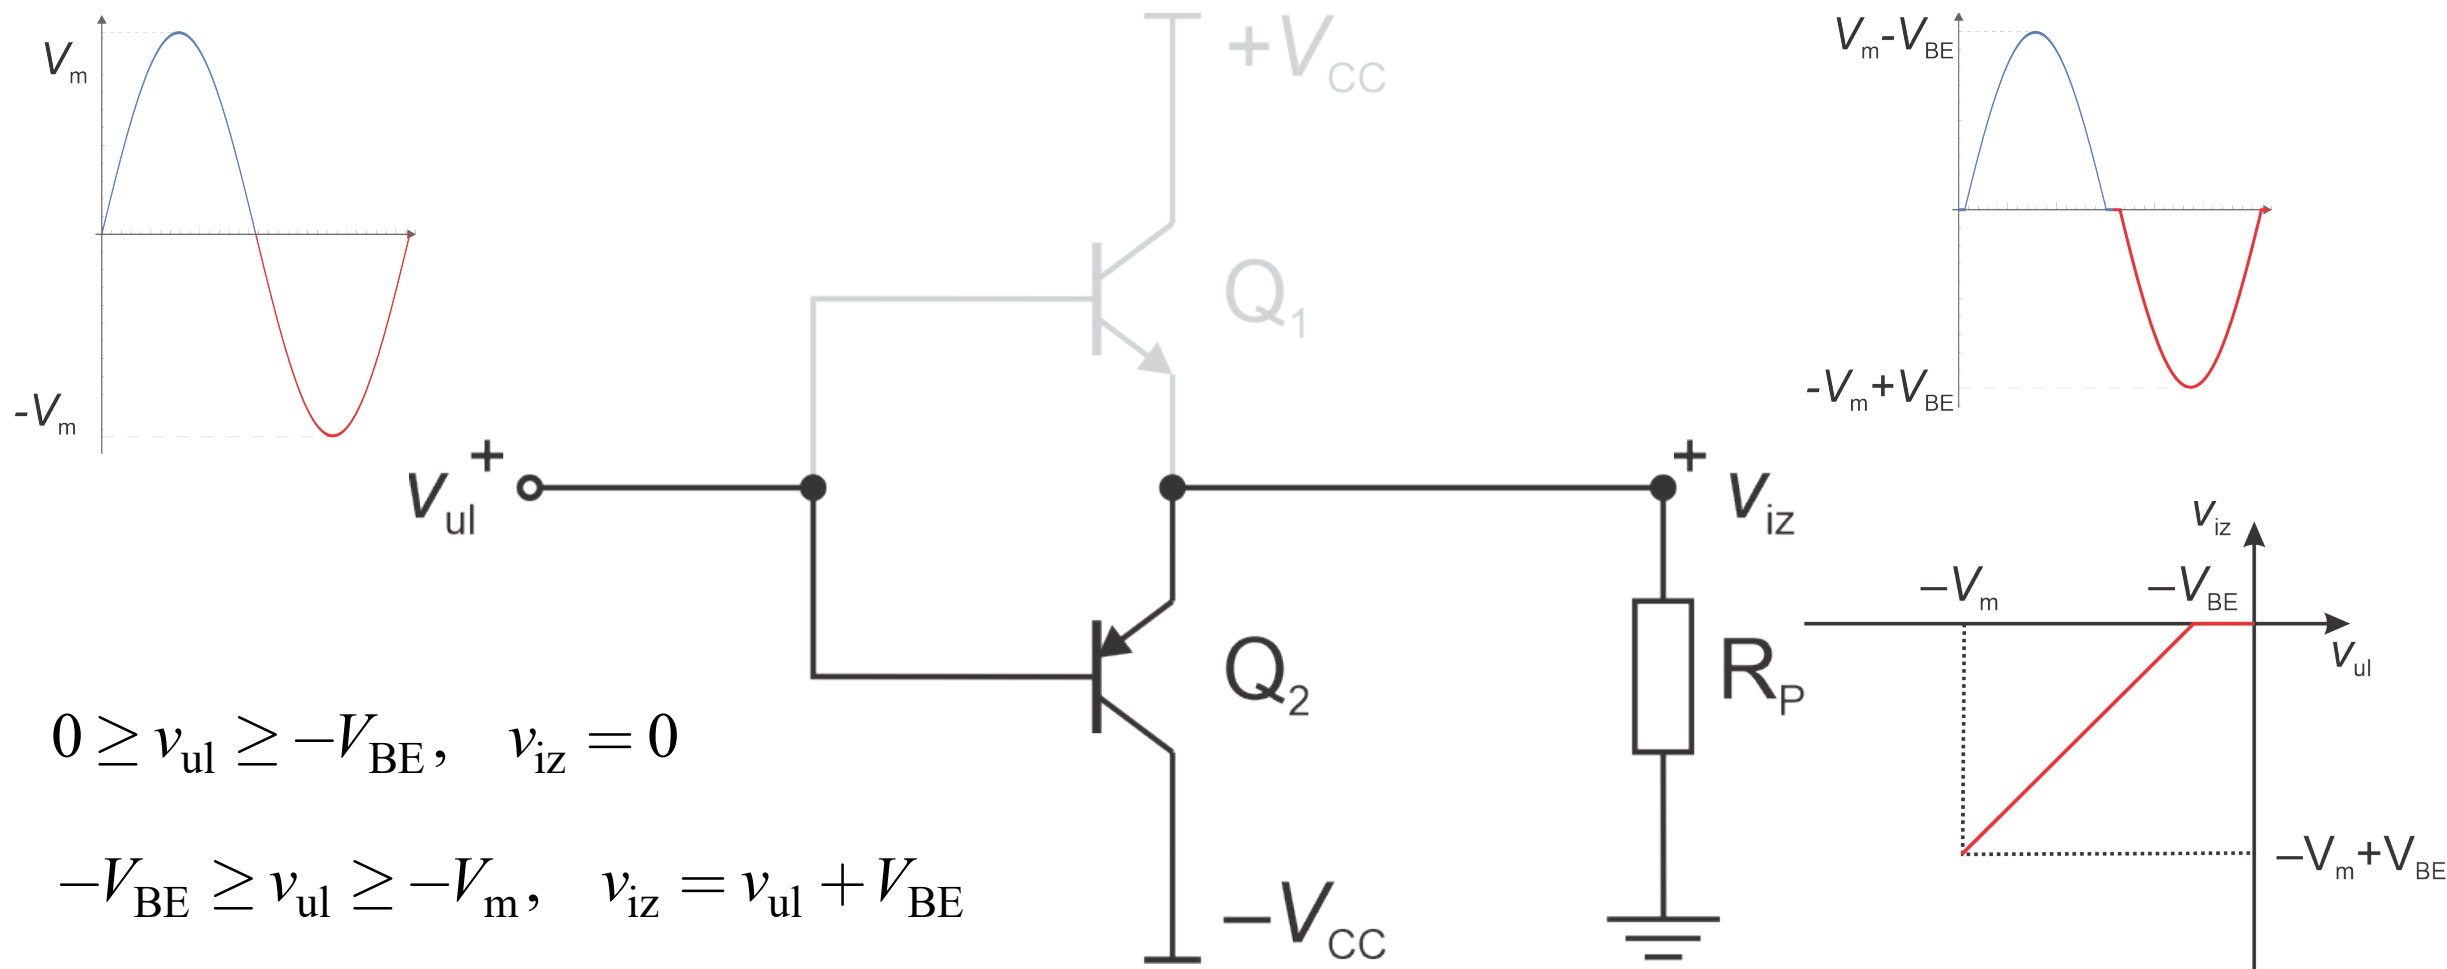 Vm
-Vm
+VCC
Vm-VBE
-Vm+VBE
Q1
+
vul
+
viz
viz
−Vm
−VBE
vul
Q2
RP
0 ≥ vul ≥ −VBE, viz = 0
−VBE ≥ vul ≥ −Vm, viz = vul + VBE
−Vm+VBE
−VCC